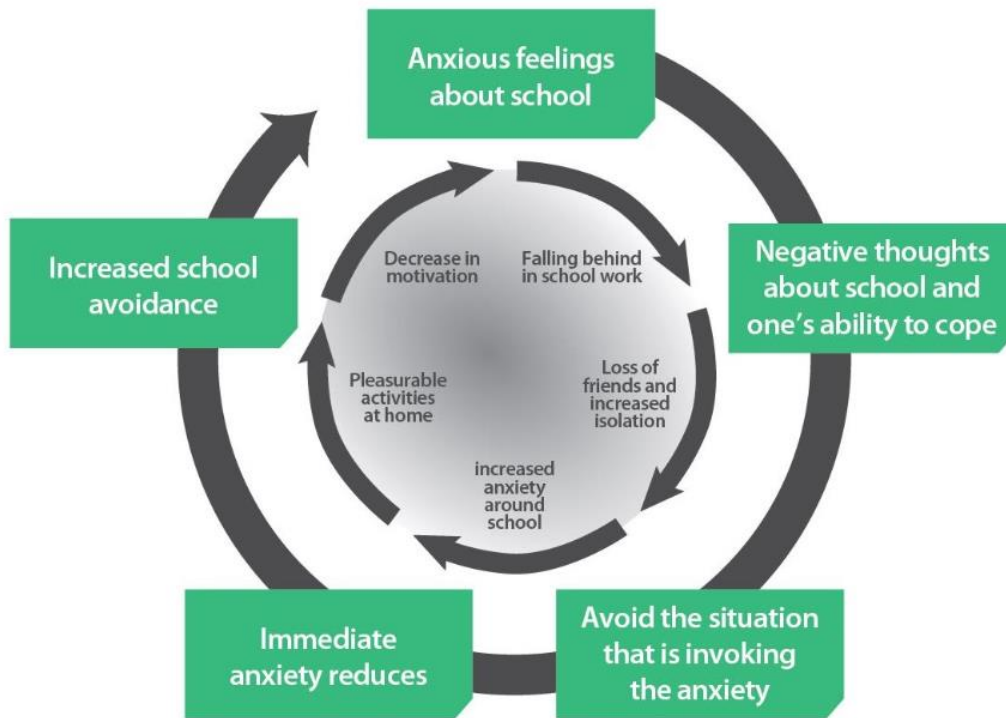 Anxious feelings
about school
Negative thoughts
about school and
one's ability to cope
Avoid the situation
that is invoking
the anxiety
Immediate
anxiety reduces
Increased school
avoidance
Falling behind
in school work
Loss of
friends and
increased
isolation
increased
anxiety
around
school
Pleasurable
activities
at home
Decrease in
motivation